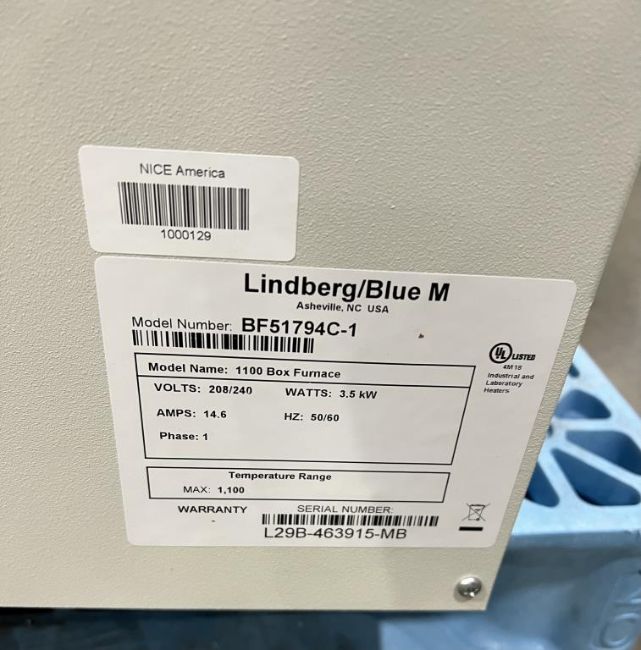 NICE America
1000129
Lindberg/Blue M
Asheville, NC USA
Model Number: BF51794C-1
UL LISTED
4M18
Industrial and
Laboratory
Heaters
Model Name: 1100 Box Furnace
VOLTS: 208/240 WATTS: 3.5 kW
AMPS: 14.6 HZ: 50/60
Phase: 1
Temperature Range
MAX: 1,100
WARRANTY SERIAL NUMBER:
L29B-463915-MB